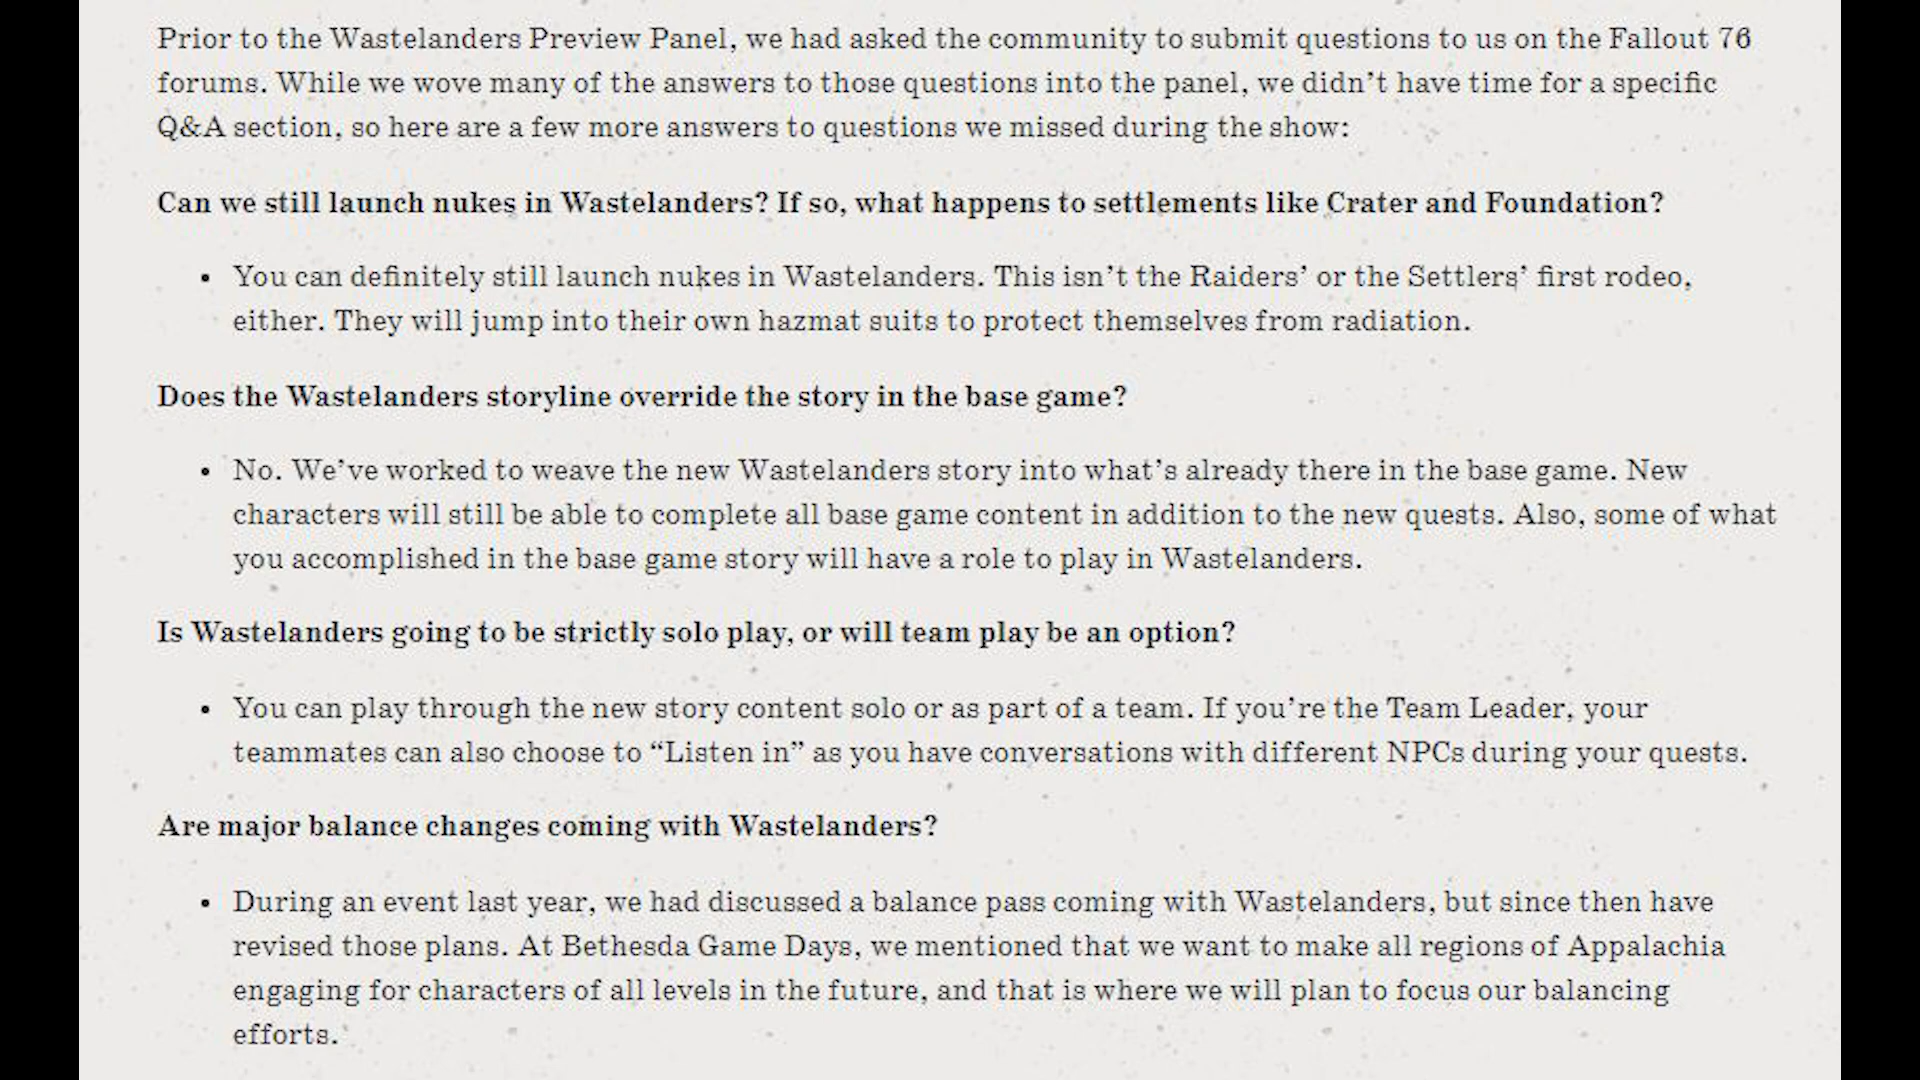 Prior to the Wastelanders Preview Panel, we had asked the community to submit questions to us on the Fallout 76
forums. While we wove many of the answers to those questions into the panel, we didn’t have time for a specific
Q&A section, so here are a few more answers to questions we missed during the show:
Can we still launch nukes in Wastelanders? If so, what happens to settlements like Crater and Foundation?
• You can definitely still launch nukes in Wastelanders. This isn’t the Raiders’ or the Settlers’ first rodeo,
either. They will jump into their own hazmat suits to protect themselves from radiation.
Does the Wastelanders storyline override the story in the base game?
• No. We’ve worked to weave the new Wastelanders story into what’s already there in the base game. New
characters will still be able to complete all base game content in addition to the new quests. Also, some of what
you accomplished in the base game story will have a role to play in Wastelanders.
Is Wastelanders going to be strictly solo play, or will team play be an option?
• You can play through the new story content solo or as part of a team. If you’re the Team Leader, your
teammates can also choose to “Listen in” as you have conversations with different NPCs during your quests.
Are major balance changes coming with Wastelanders?
• During an event last year, we had discussed a balance pass coming with Wastelanders, but since then have
revised those plans. At Bethesda Game Days, we mentioned that we want to make all regions of Appalachia
engaging for characters of all levels in the future, and that is where we will plan to focus our balancing
efforts.